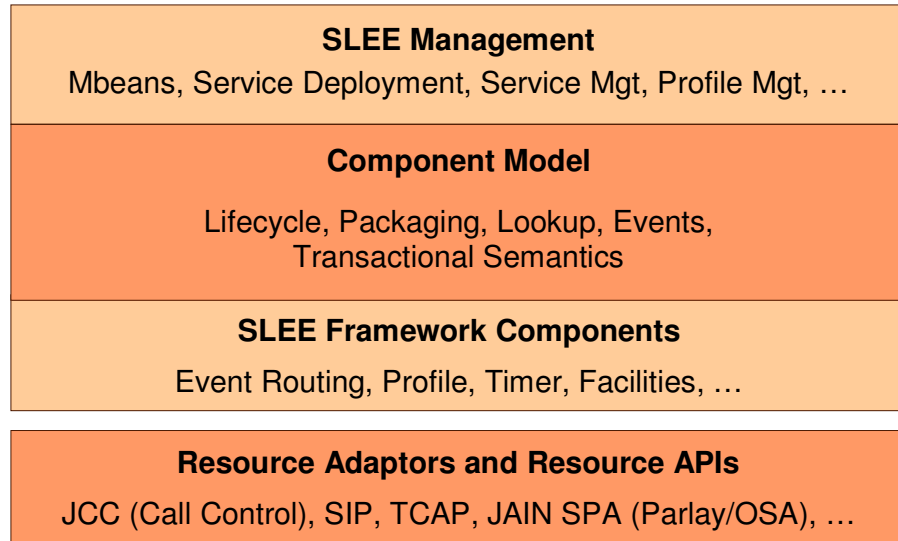 SLEE Management
Mbeans, Service Deployment, Service Mgt, Profile Mgt, …
Component Model
Lifecycle, Packaging, Lookup, Events,
Transactional Semantics
SLEE Framework Components
Event Routing, Profile, Timer, Facilities, …
Resource Adaptors and Resource APIs
JCC (Call Control), SIP, TCAP, JAIN SPA (Parlay/OSA), …